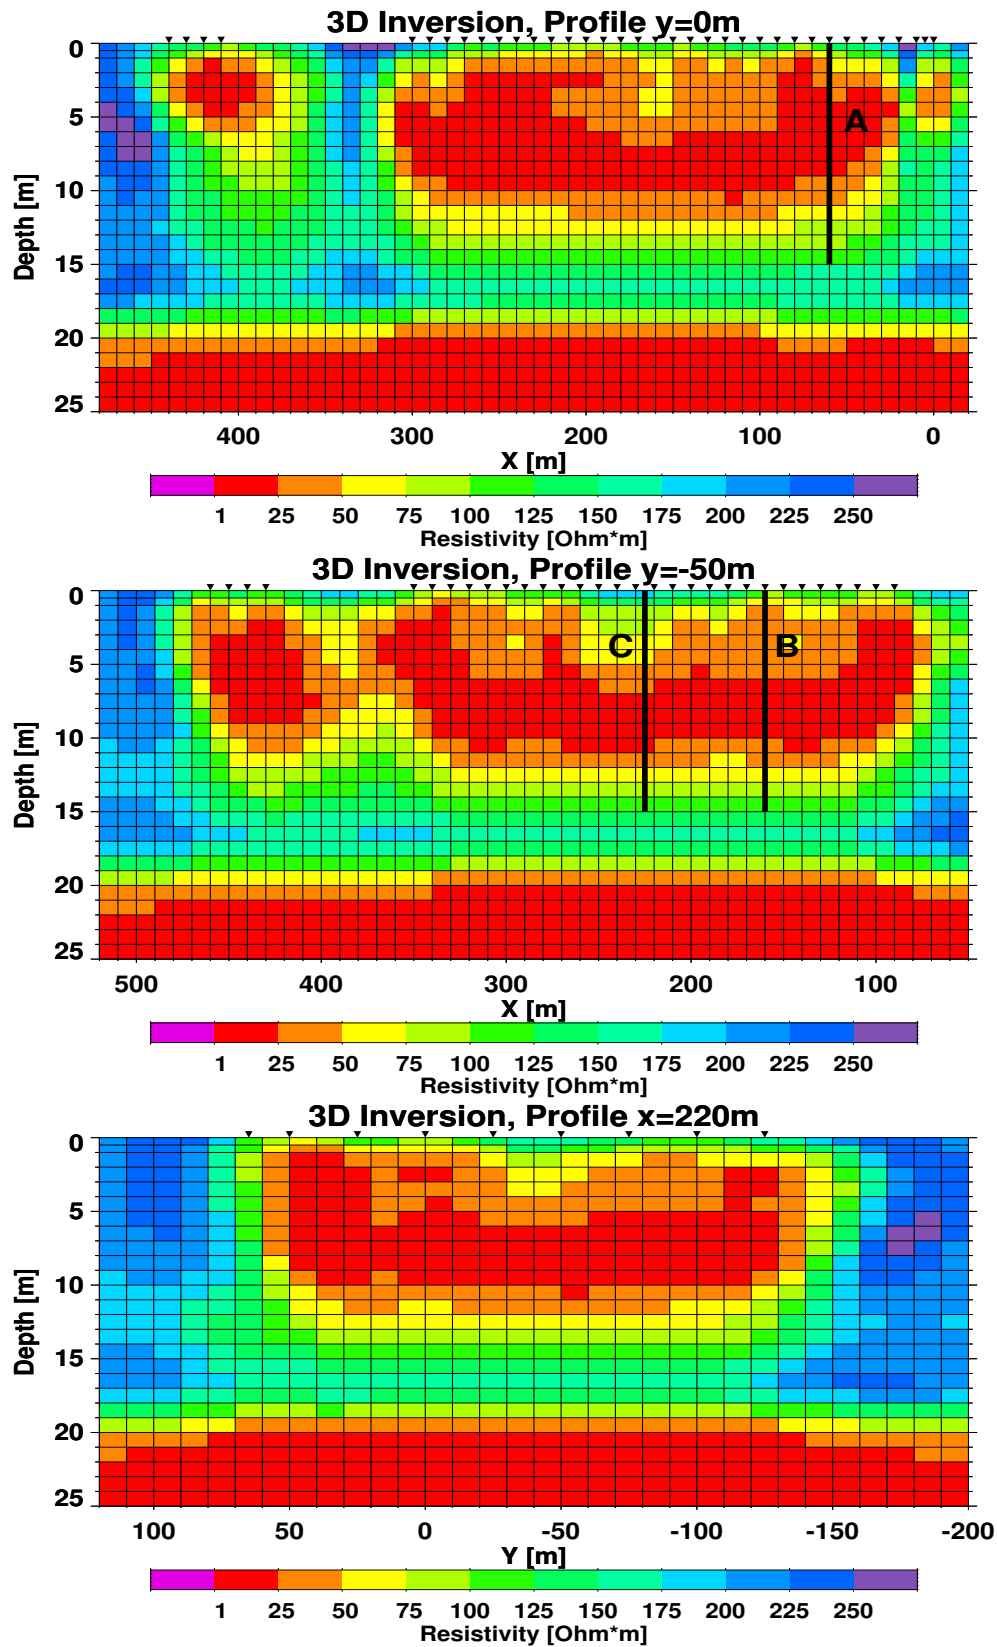 3D Inversion, Profile y=0m
0
5
10
15
20
25
Depth [m]
A
400 300 200 100 0
X [m]
1 25 50 75 100 125 150 175 200 225 250
Resistivity [Ohm*m]
3D Inversion, Profile y=-50m
0
5
10
15
20
25
Depth [m]
C B
500 400 300 200 100
X [m]
1 25 50 75 100 125 150 175 200 225 250
Resistivity [Ohm*m]
3D Inversion, Profile x=220m
0
5
10
15
20
25
Depth [m]
100 50 0 -50 -100 -150 -200
Y [m]
1 25 50 75 100 125 150 175 200 225 250
Resistivity [Ohm*m]